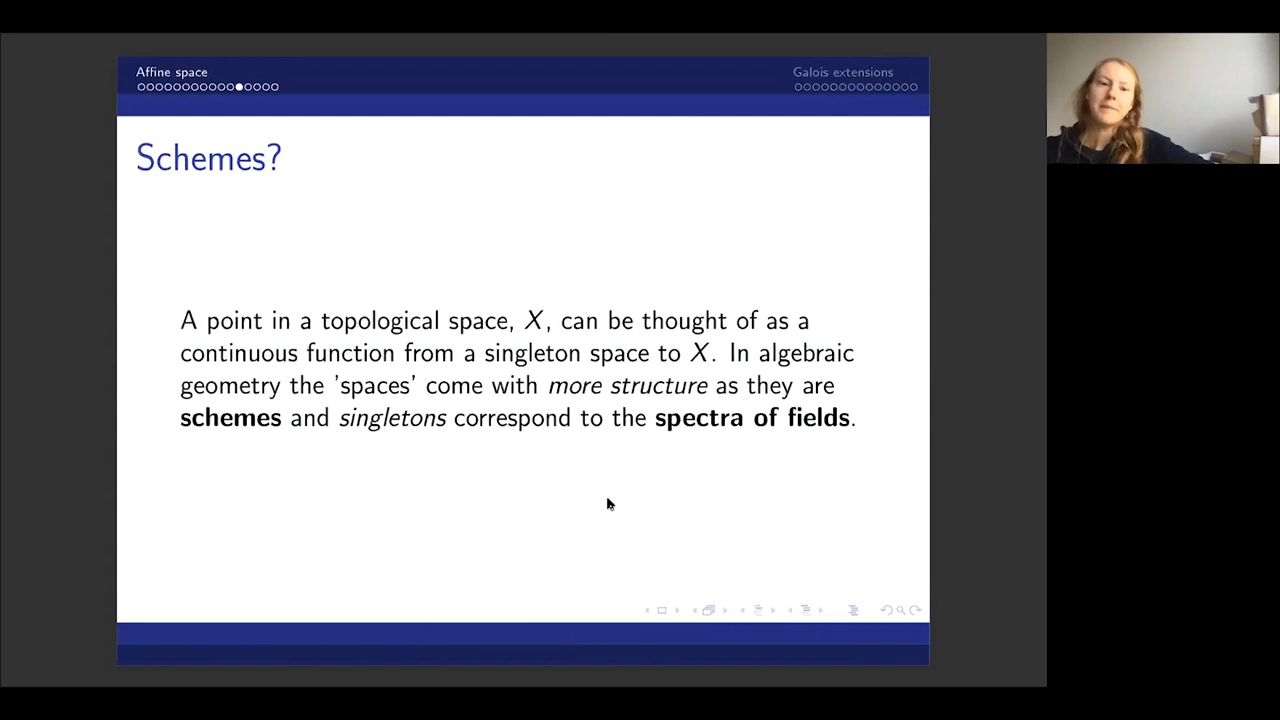 Affine space
Galois extensions
Schemes?
A point in a topological space, X, can be thought of as a
continuous function from a singleton space to X. In algebraic
geometry the 'spaces' come with more structure as they are
schemes and singletons correspond to the spectra of fields.